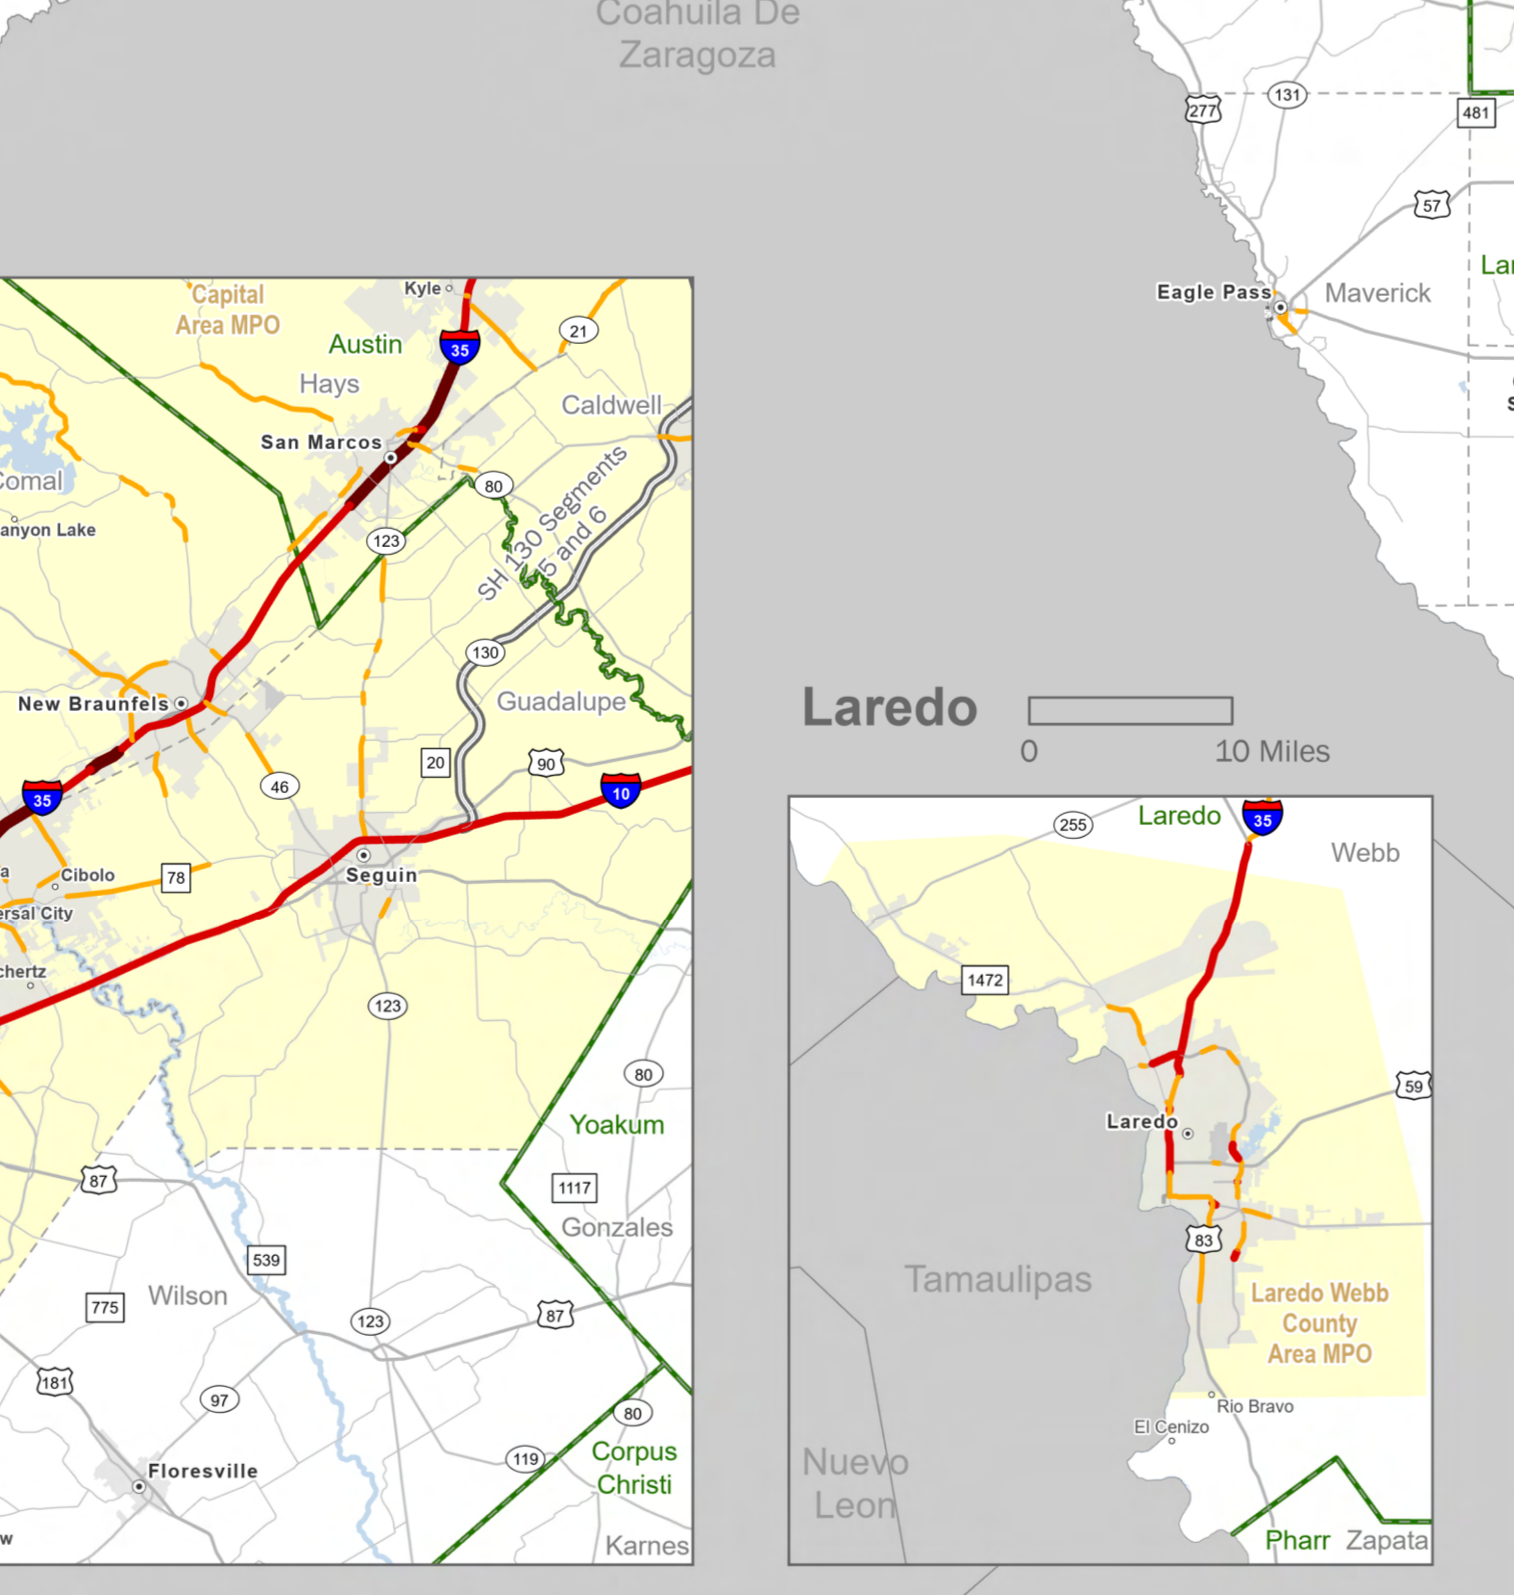 Coahuila De
Zaragoza
277
131
481
57
Eagle Pass
Maverick
Capital
Area MPO
Kyle
Austin
35
21
Hays
Caldwell
San Marcos
80
SH 130 Segments
5 and 6
123
anyon Lake
130
New Braunfels
Guadalupe
20
90
46
10
35
78
Cibolo
Seguin
ersal City
chertz
123
80
Yoakum
87
1117
Gonzales
539
Wilson
775
123
87
181
97
80
119
Corpus
Christi
Floresville
w
Karnes
Laredo
0
10 Miles
Laredo
35
255
Webb
1472
59
Laredo
83
Tamaulipas
Laredo Webb
County
Area MPO
Rio Bravo
El Cenizo
Nuevo
Leon
Pharr
Zapata